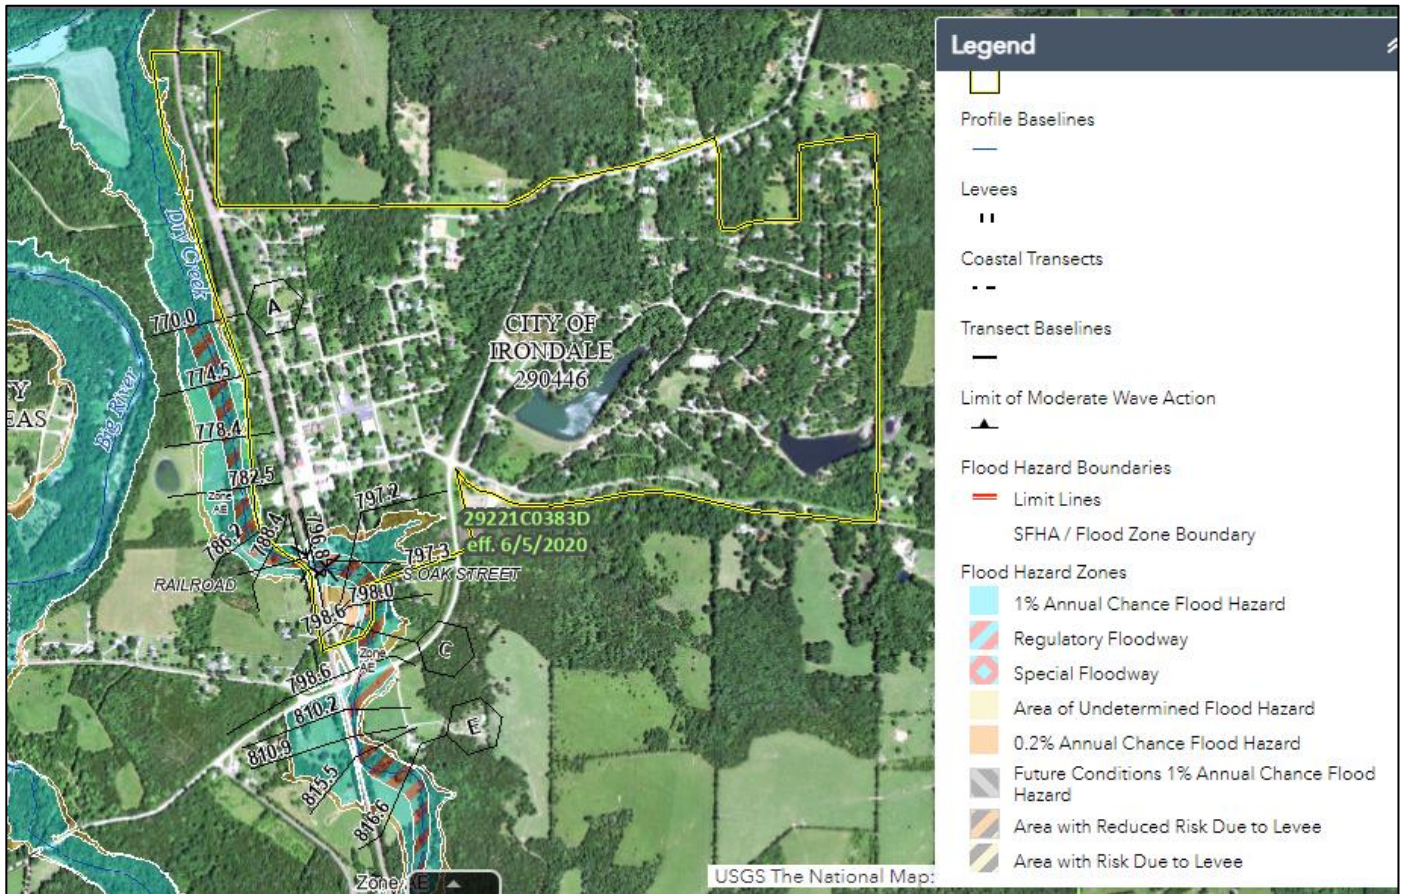 Legend
Profile Baselines
Levees
Coastal Transects
Transect Baselines
Limit of Moderate Wave Action
Flood Hazard Boundaries
Limit Lines
SFHA / Flood Zone Boundary
Flood Hazard Zones
1% Annual Chance Flood Hazard
Regulatory Floodway
Special Floodway
Area of Undetermined Flood Hazard
0.2% Annual Chance Flood Hazard
Future Conditions 1% Annual Chance Flood
Hazard
Area with Reduced Risk Due to Levee
Area with Risk Due to Levee
Dry Creek
770.0
A
CITY OF
IRONDALE
290446
774.5
Y
EAS
Big River
778.4
782.5
Zone
AE
797.2
786.2
788.4
796.8
29221C0383D
eff. 6/5/2020
797.3
S OAK STREET
RAILROAD
798.0
798.6
C
Zone
AE
798.6
810.2
E
810.9
815.5
816.6
Zone AE
USGS The National Map: